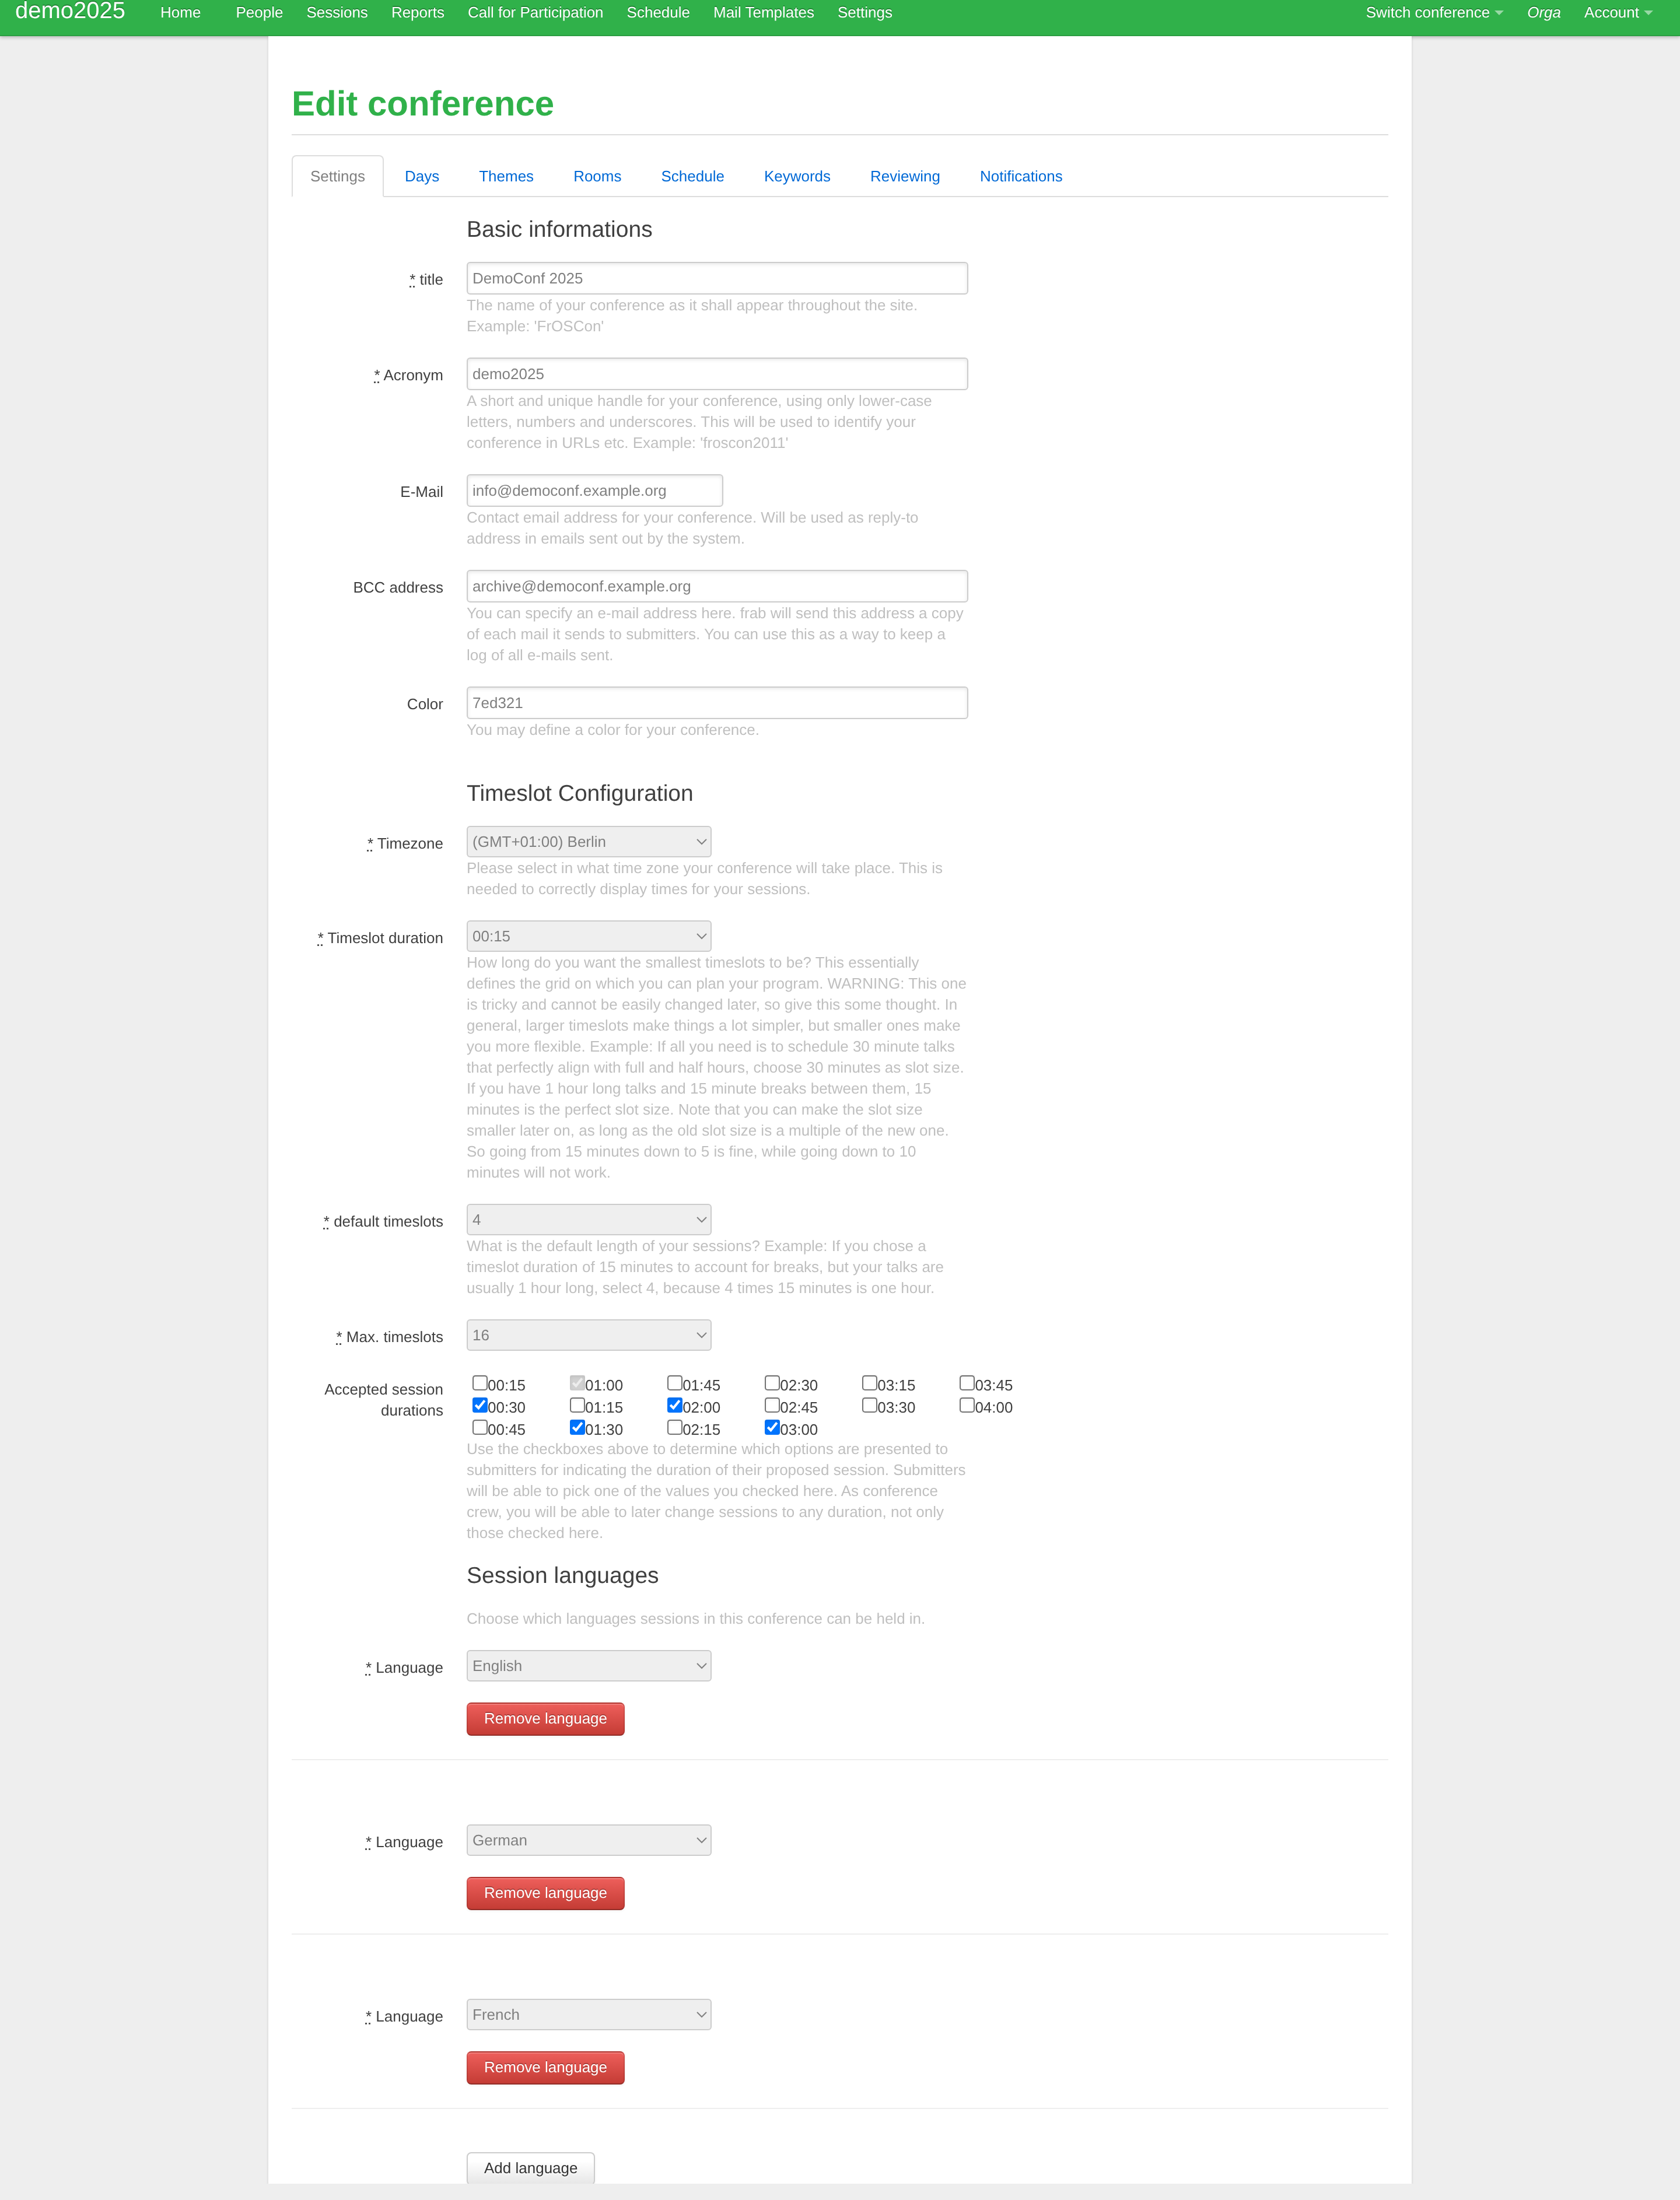 demo2025 Home People Sessions Reports Call for Participation Schedule Mail Templates Settings Switch conference Orga Account
Edit conference
Settings Days Themes Rooms Schedule Keywords Reviewing Notifications
Basic informations
* title DemoConf 2025
The name of your conference as it shall appear throughout the site.
Example: 'FrOSCon'
* Acronym demo2025
A short and unique handle for your conference, using only lower-case
letters, numbers and underscores. This will be used to identify your
conference in URLs etc. Example: 'froscon2011'
E-Mail info@democonf.example.org
Contact email address for your conference. Will be used as reply-to
address in emails sent out by the system.
BCC address archive@democonf.example.org
You can specify an e-mail address here. frab will send this address a copy
of each mail it sends to submitters. You can use this as a way to keep a
log of all e-mails sent.
Color 7ed321
You may define a color for your conference.
Timeslot Configuration
* Timezone (GMT+01:00) Berlin
Please select in what time zone your conference will take place. This is
needed to correctly display times for your sessions.
* Timeslot duration 00:15
How long do you want the smallest timeslots to be? This essentially
defines the grid on which you can plan your program. WARNING: This one
is tricky and cannot be easily changed later, so give this some thought. In
general, larger timeslots make things a lot simpler, but smaller ones make
you more flexible. Example: If all you need is to schedule 30 minute talks
that perfectly align with full and half hours, choose 30 minutes as slot size.
If you have 1 hour long talks and 15 minute breaks between them, 15
minutes is the perfect slot size. Note that you can make the slot size
smaller later on, as long as the old slot size is a multiple of the new one.
So going from 15 minutes down to 5 is fine, while going down to 10
minutes will not work.
* default timeslots 4
What is the default length of your sessions? Example: If you chose a
timeslot duration of 15 minutes to account for breaks, but your talks are
usually 1 hour long, select 4, because 4 times 15 minutes is one hour.
* Max. timeslots 16
Accepted session durations
00:15 01:00 01:45 02:30 03:15 03:45
00:30 01:15 02:00 02:45 03:30 04:00
00:45 01:30 02:15 03:00
Use the checkboxes above to determine which options are presented to
submitters for indicating the duration of their proposed session. Submitters
will be able to pick one of the values you checked here. As conference
crew, you will be able to later change sessions to any duration, not only
those checked here.
Session languages
Choose which languages sessions in this conference can be held in.
* Language English
Remove language
* Language German
Remove language
* Language French
Remove language
Add language